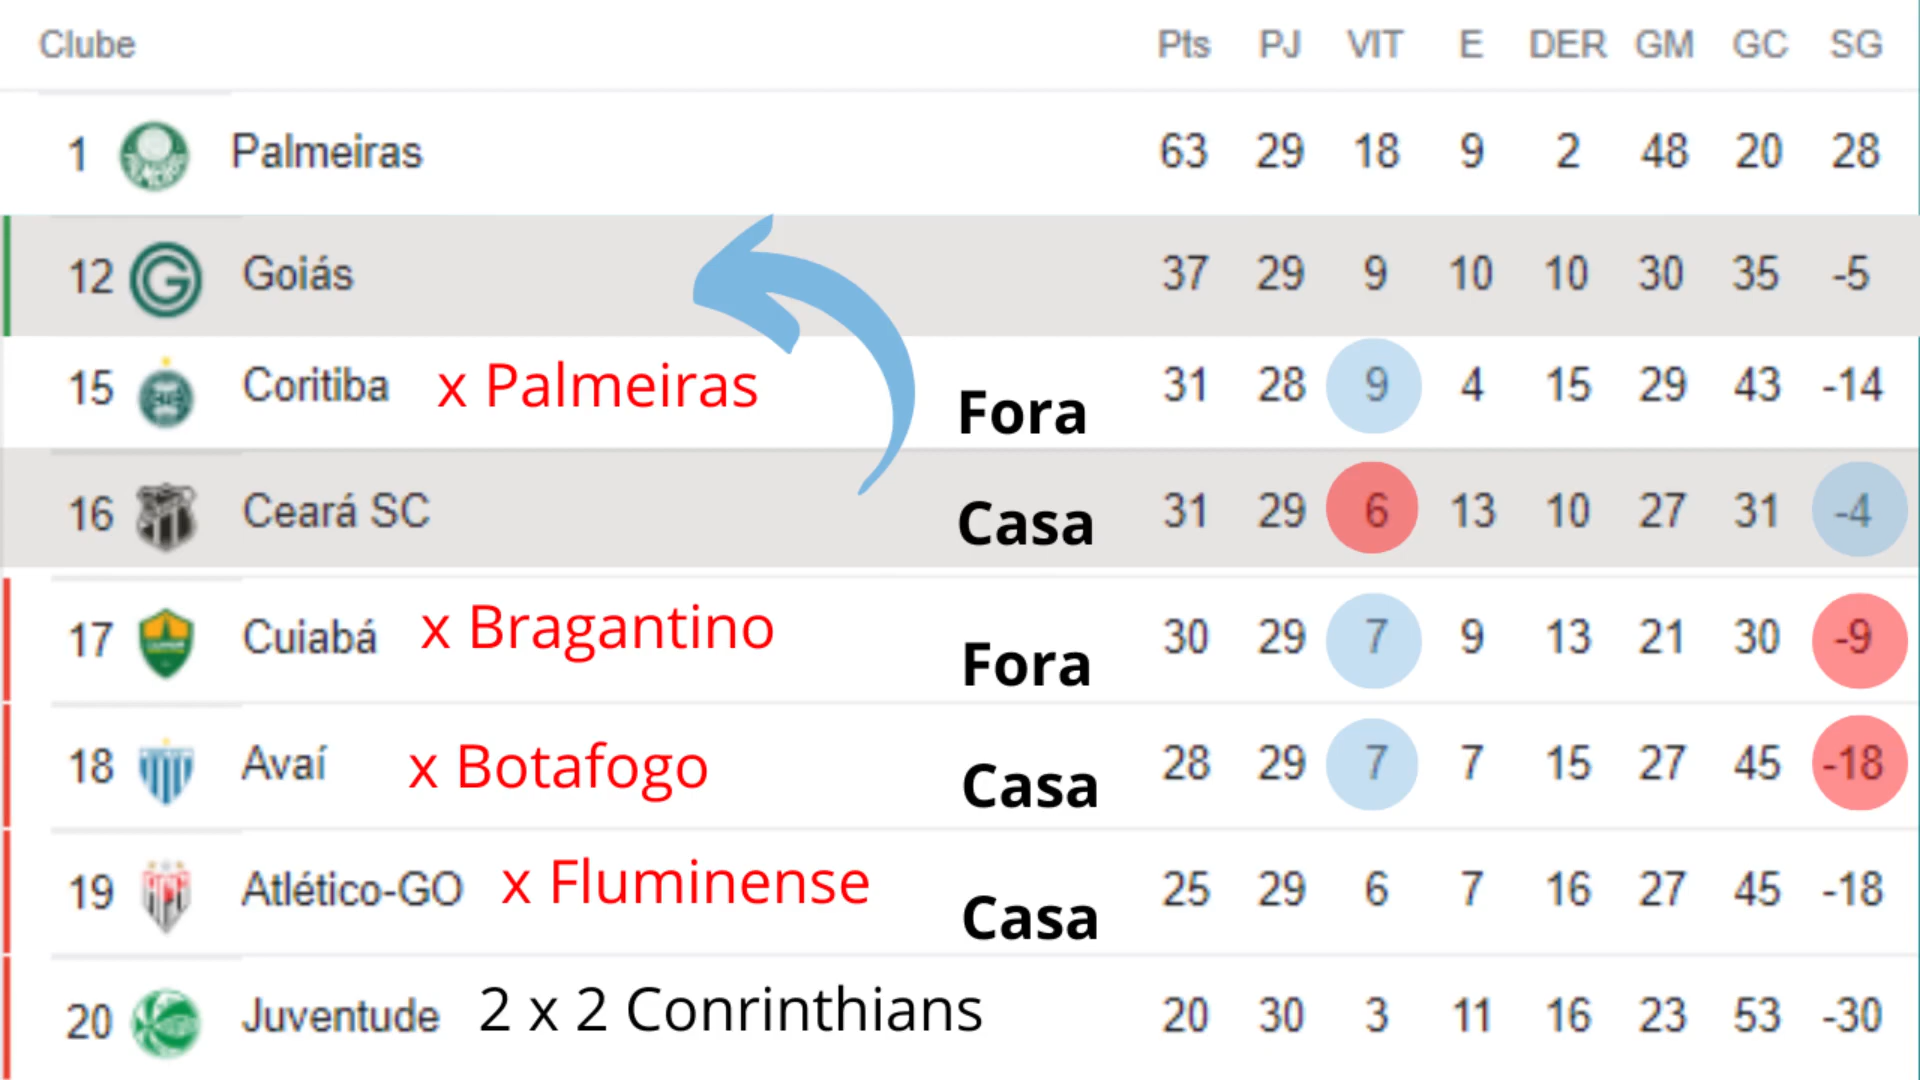 Clube Pts PJ VIT E DER GM GC SG
1 Palmeiras 63 29 18 9 2 48 20 28
12 Goiás 37 29 9 10 10 30 35 -5
15 Coritiba x Palmeiras Fora 31 28 9 4 15 29 43 -14
16 Ceará SC Casa 31 29 6 13 10 27 31 -4
17 Cuiabá x Bragantino Fora 30 29 7 9 13 21 30 -9
18 Avaí x Botafogo Casa 28 29 7 7 15 27 45 -18
19 Atlético-GO x Fluminense Casa 25 29 6 7 16 27 45 -18
20 Juventude 2 x 2 Conrinthians 20 30 3 11 16 23 53 -30